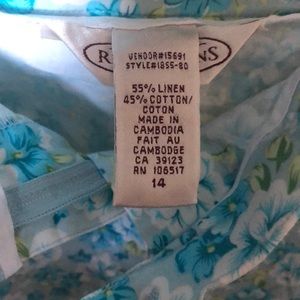 VENDOR#15691
STYLE#1855-80
55% LINEN
45% COTTON/
COTON
MADE IN
CAMBODIA
FAIT AU
CAMBODGE
CA 39123
RN 106517
14